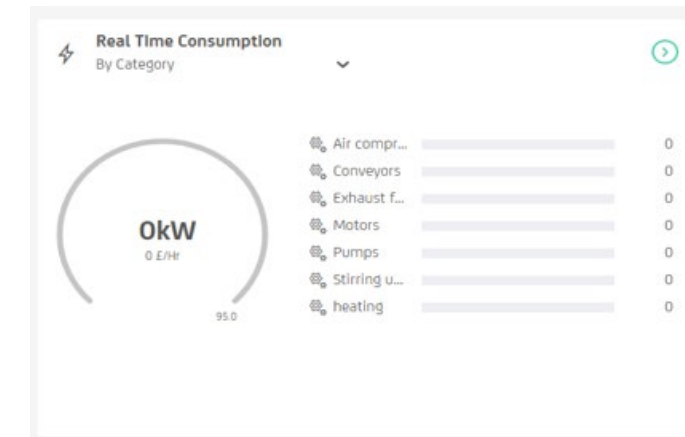 Real Time Consumption
By Category
0kW
0 £/Hr
95.0
Air compr... 0
Conveyors 0
Exhaust f... 0
Motors 0
Pumps 0
Stirring u... 0
heating 0